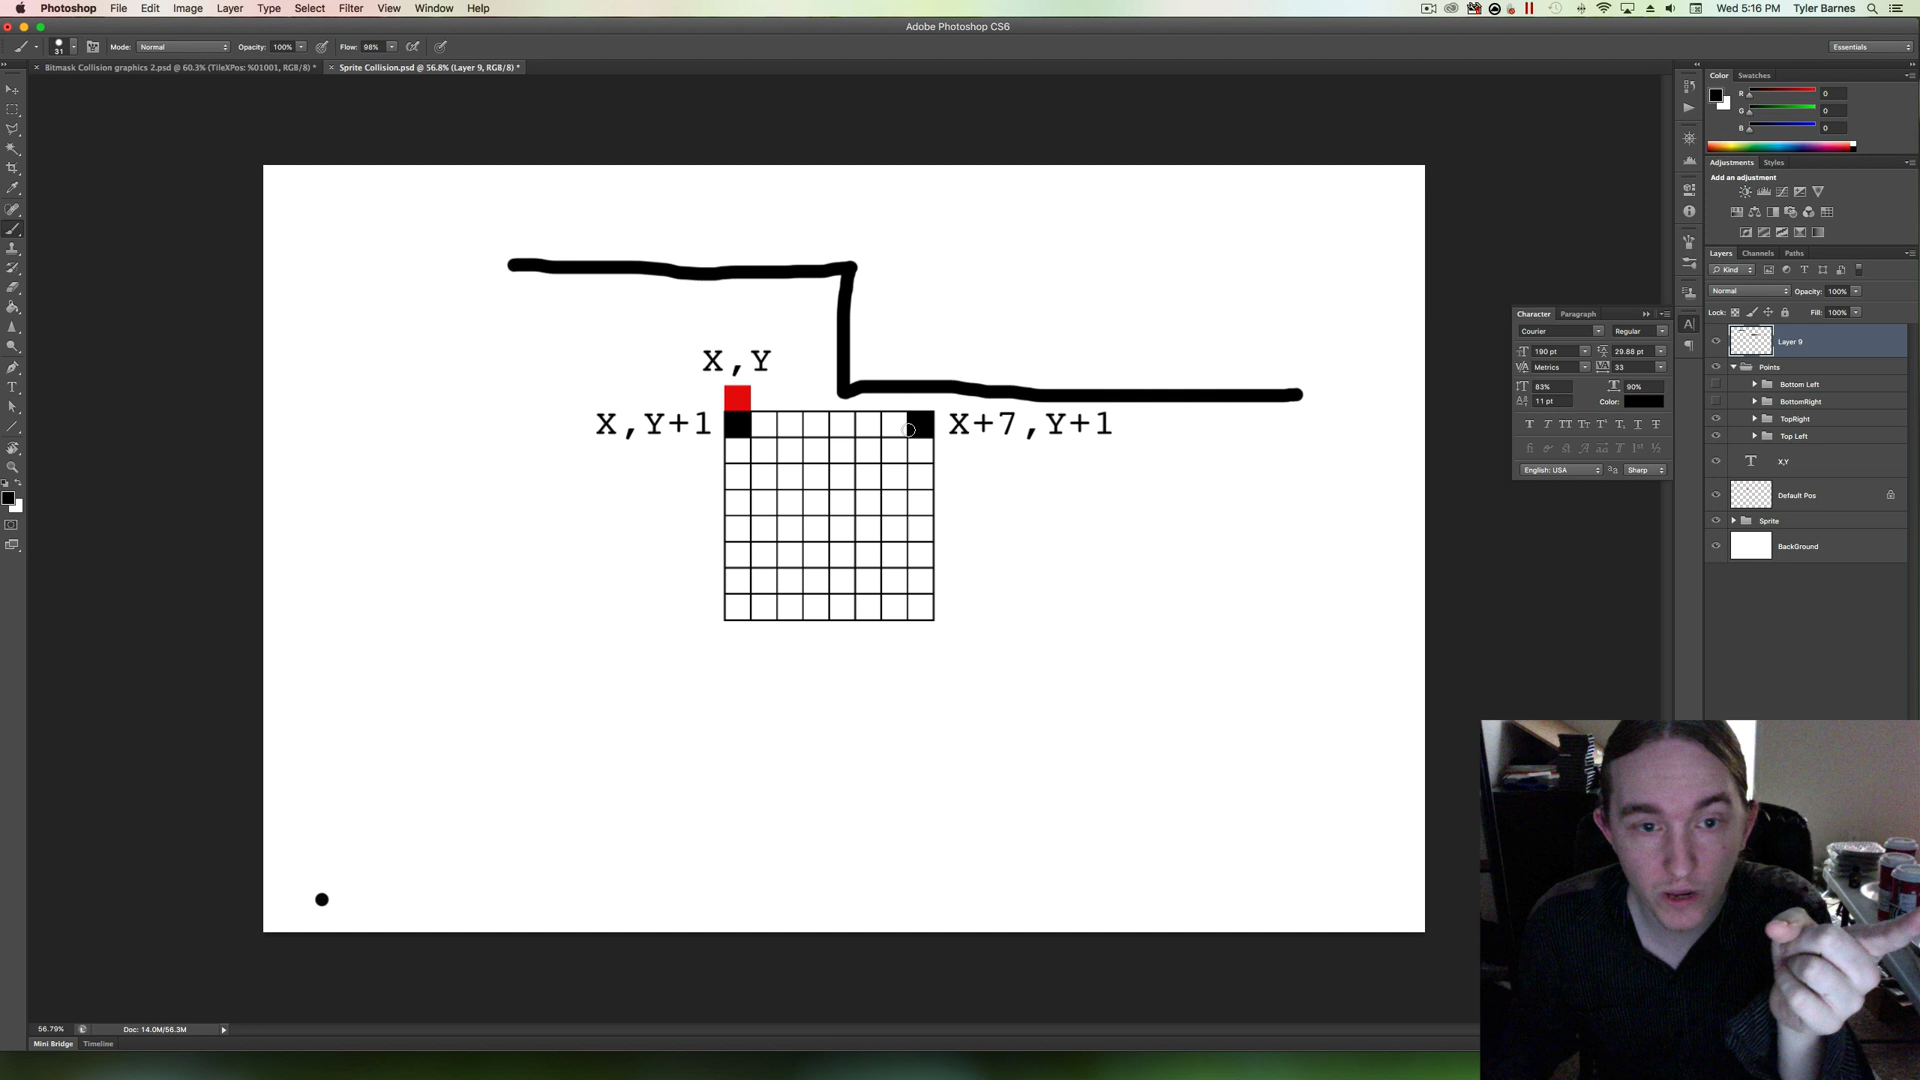 Photoshop File Edit Image Layer Type Select Filter View Window Help
Wed 5:16 PM Tyler Barnes
Adobe Photoshop CS6
31 Mode: Normal Opacity: 100% Flow: 98% Essentials
Bitmask Collision graphics 2.psd @ 60.3% (TileXPos: %01001, RGB/8) *
Sprite Collision.psd @ 56.8% (Layer 9, RGB/8) *
Color Swatches
R 0
G 0
B 0
Adjustments Styles
Add an adjustment
Layers Channels Paths
Kind
Normal Opacity: 100%
Lock: Fill: 100%
Layer 9
Points
Bottom Left
BottomRight
TopRight
Top Left
X,Y
Default Pos
Sprite
BackGround
Character Paragraph
Courier Regular
190 pt 29.88 pt
Metrics 33
83% 90%
11 pt Color:
English: USA Sharp
X,Y
X,Y+1
X+7,Y+1
56.79% Doc: 14.0M/56.3M
Mini Bridge Timeline